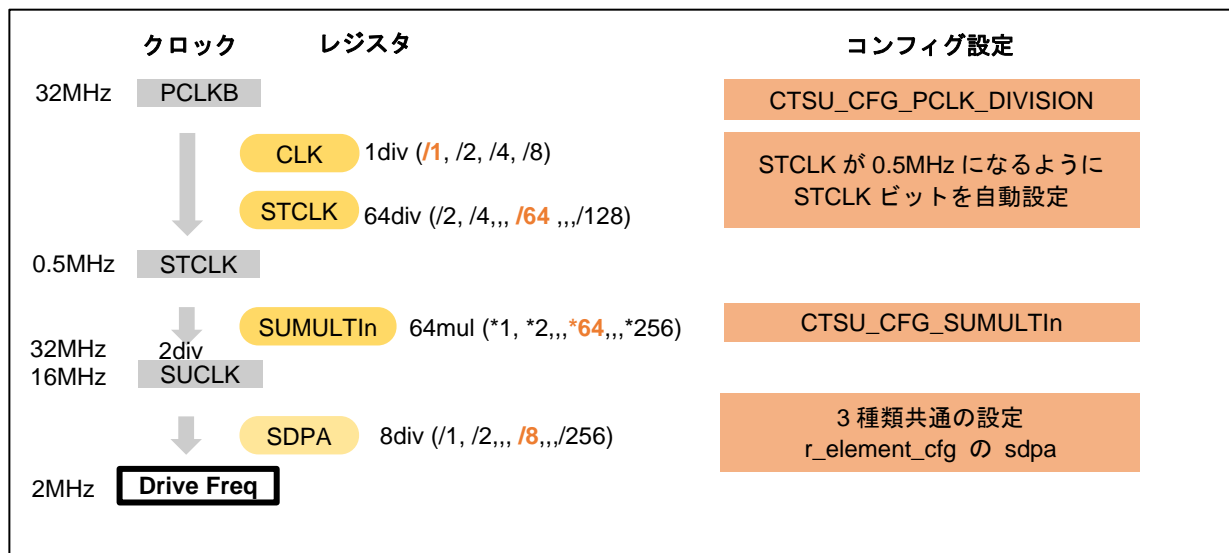 クロック レジスタ コンフィグ設定
32MHz PCLKB CTSU_CFG_PCLK_DIVISION
CLK 1div (/1, /2, /4, /8)
STCLK が 0.5MHz になるように
STCLK ビットを自動設定
STCLK 64div (/2, /4,,, /64 ,,,/128)
0.5MHz STCLK
SUMULTIn 64mul (*1, *2,,,*64,,,*256) CTSU_CFG_SUMULTIn
32MHz 2div
16MHz SUCLK
3 種類共通の設定
r_element_cfg の sdpa
SDPA 8div (/1, /2,,, /8,,,/256)
2MHz Drive Freq